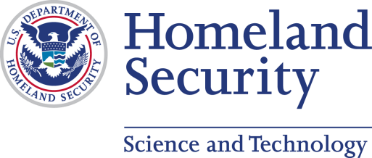 U.S. DEPARTMENT OF
HOMELAND SECURITY
Homeland
Security
Science and Technology